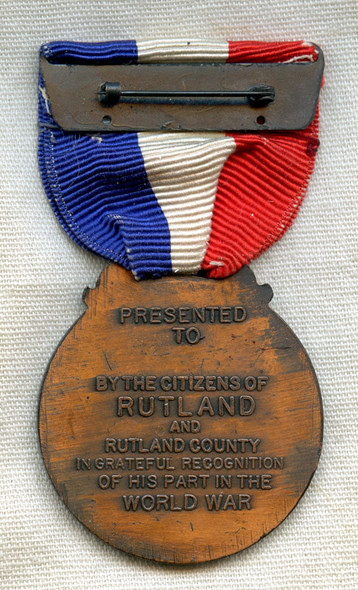 PRESENTED
TO
BY THE CITIZENS OF
RUTLAND
AND
RUTLAND COUNTY
IN GRATEFUL RECOGNITION
OF HIS PART IN THE
WORLD WAR